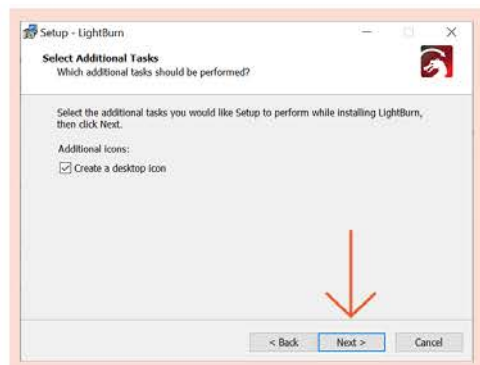 Setup - LightBurn
Select Additional Tasks
Which additional tasks should be performed?
Select the additional tasks you would like Setup to perform while installing LightBurn,
then click Next.
Additional icons:
Create a desktop icon
< Back Next > Cancel